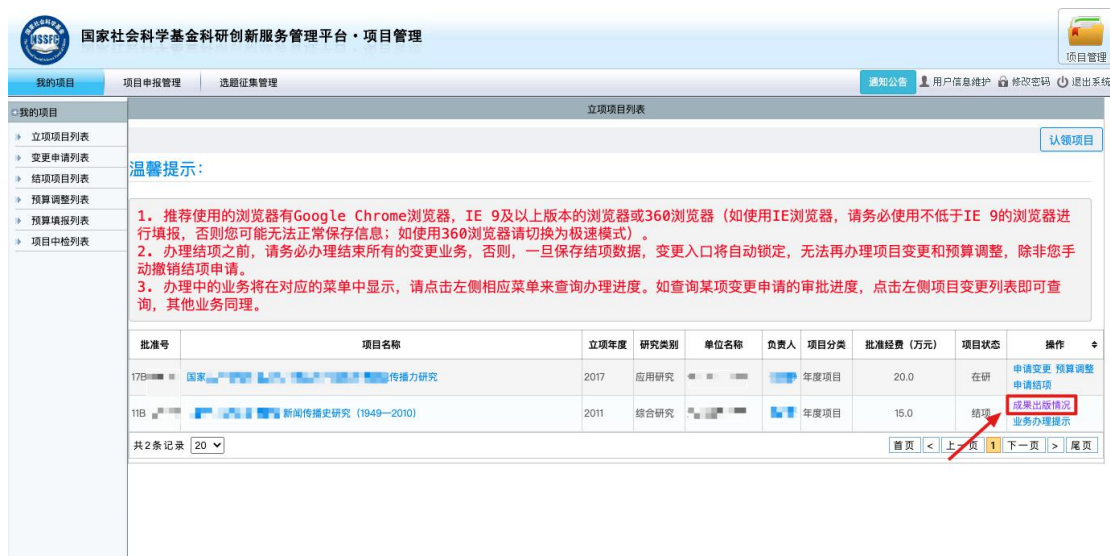 NSSFC
国家社会科学基金科研创新服务管理平台·项目管理
项目管理
我的项目 项目申报管理 选题征集管理 通知公告 用户信息维护 修改密码 退出系统
我的项目
立项项目列表
变更申请列表
结项项目列表
预算调整列表
预算填报列表
项目中检列表
立项项目列表
认领项目
温馨提示:
1. 推荐使用的浏览器有Google Chrome浏览器, IE 9及以上版本的浏览器或360浏览器（如使用IE浏览器, 请务必使用不低于IE 9的浏览器进
行填报, 否则您可能无法正常保存信息; 如使用360浏览器请切换为极速模式）。
2. 办理结项之前, 请务必办理结束所有的变更业务, 否则, 一旦保存结项数据, 变更入口将自动锁定, 无法再办理项目变更和预算调整, 除非您手
动撤销结项申请。
3. 办理中的业务将在对应的菜单中显示, 请点击左侧相应菜单来查询办理进度。如查询某项变更申请的审批进度, 点击左侧项目变更列表即可查
询, 其他业务同理。
批准号 项目名称 立项年度 研究类别 单位名称 负责人 项目分类 批准经费（万元） 项目状态 操作
17B 国家 传播力研究 2017 应用研究 年度项目 20.0 在研 申请变更 预算调整
申请结项
11B 新闻传播史研究（1949—2010） 2011 综合研究 年度项目 15.0 结项 成果出版情况
业务办理提示
共2条记录 20 首页 < 上一页 1 下一页 > 尾页